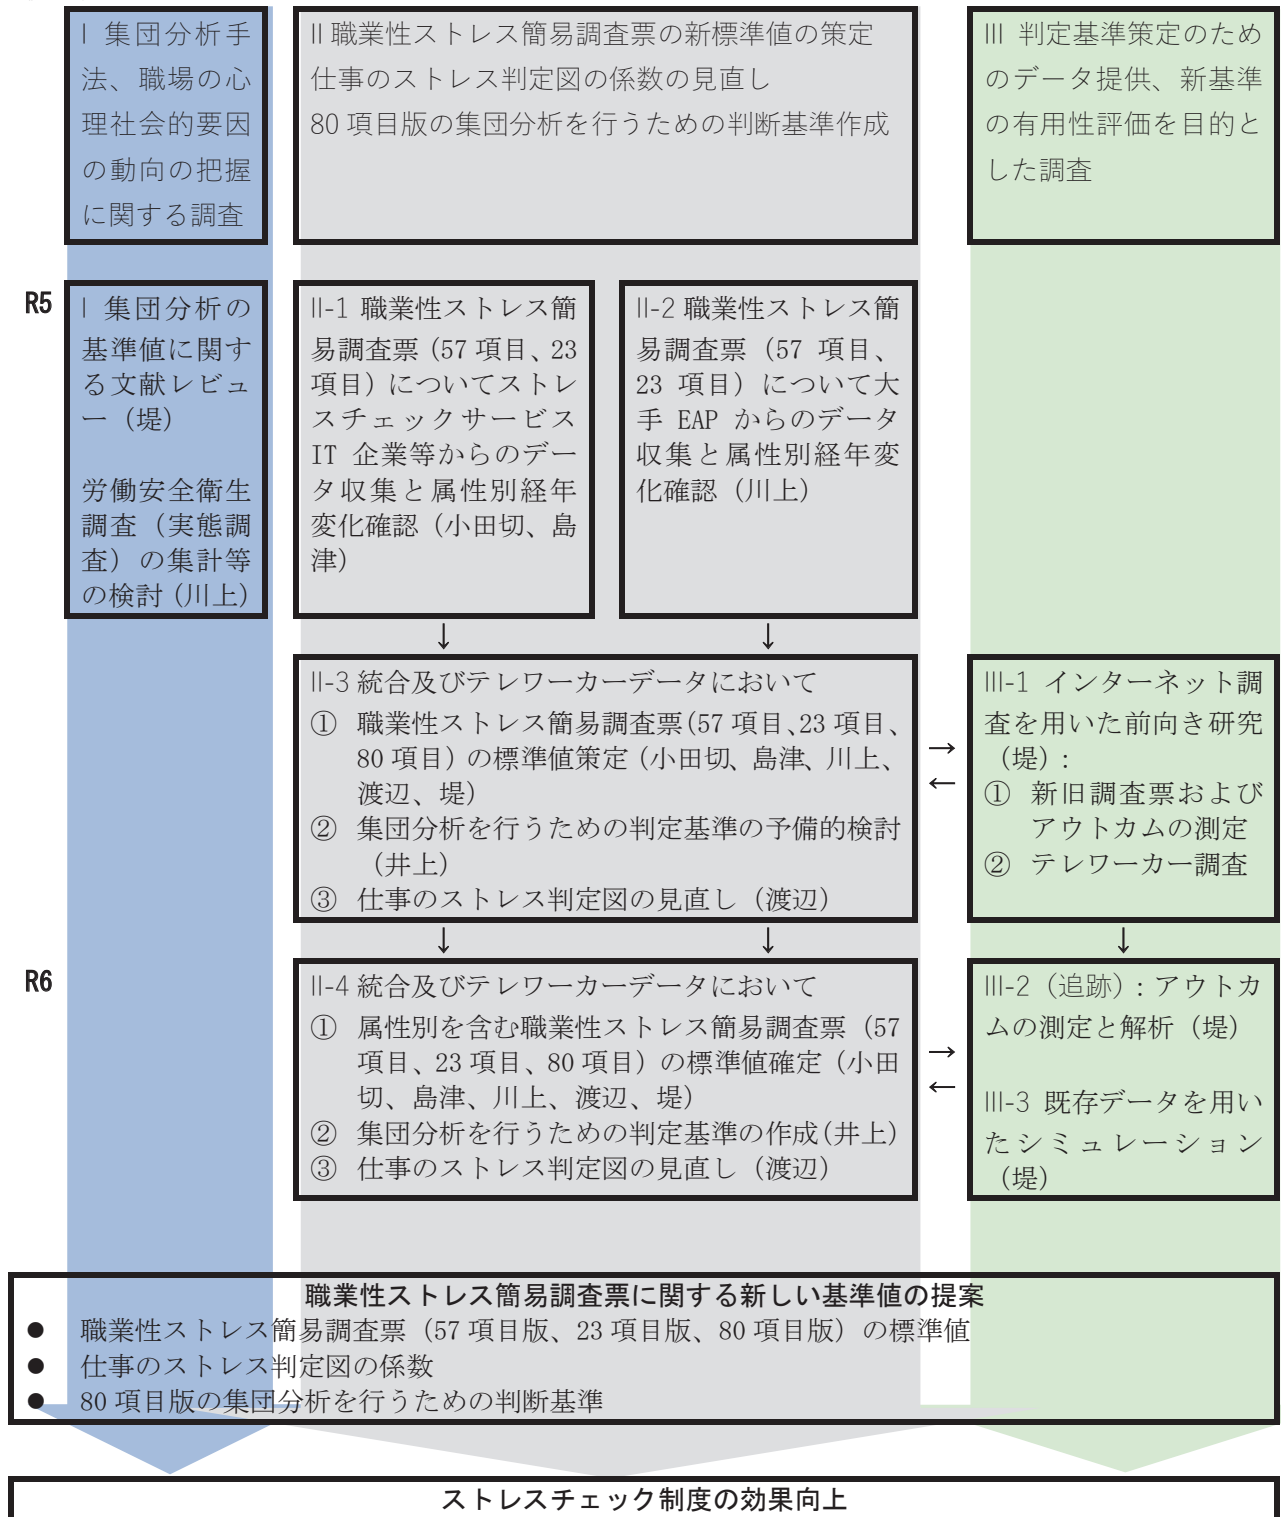 I 集団分析手
法、職場の心
理社会的要因
の動向の把握
に関する調査
II 職業性ストレス簡易調査票の新標準値の策定
仕事のストレス判定図の係数の見直し
80 項目版の集団分析を行うための判断基準作成
III 判定基準策定のため
のデータ提供、新基準
の有用性評価を目的と
した調査
R5
I 集団分析の
基準値に関す
る文献レビュ
ー（堤）
労働安全衛生
調査（実態調
査）の集計等
の検討（川上）
II-1 職業性ストレス簡
易調査票（57 項目、23
項目）についてストレ
スチェックサービス
IT 企業等からのデー
タ収集と属性別経年
変化確認（小田切、島
津）
II-2 職業性ストレス簡
易調査票（57 項目、
23 項目）について大
手 EAP からのデータ
収集と属性別経年変
化確認（川上）
↓ ↓
II-3 統合及びテレワーカーデータにおいて
① 職業性ストレス簡易調査票（57 項目、23 項目、
80 項目）の標準値策定（小田切、島津、川上、
渡辺、堤）
② 集団分析を行うための判定基準の予備的検討
（井上）
③ 仕事のストレス判定図の見直し（渡辺）
→
←
III-1 インターネット調
査を用いた前向き研究
（堤）：
① 新旧調査票および
アウトカムの測定
② テレワーカー調査
↓ ↓ ↓
R6
II-4 統合及びテレワーカーデータにおいて
① 属性別を含む職業性ストレス簡易調査票（57
項目、23 項目、80 項目）の標準値確定（小田
切、島津、川上、渡辺、堤）
② 集団分析を行うための判定基準の作成（井上）
③ 仕事のストレス判定図の見直し（渡辺）
→
←
III-2（追跡）：アウトカ
ムの測定と解析（堤）
III-3 既存データを用い
たシミュレーション
（堤）
職業性ストレス簡易調査票に関する新しい基準値の提案
● 職業性ストレス簡易調査票（57 項目版、23 項目版、80 項目版）の標準値
● 仕事のストレス判定図の係数
● 80 項目版の集団分析を行うための判断基準
ストレスチェック制度の効果向上